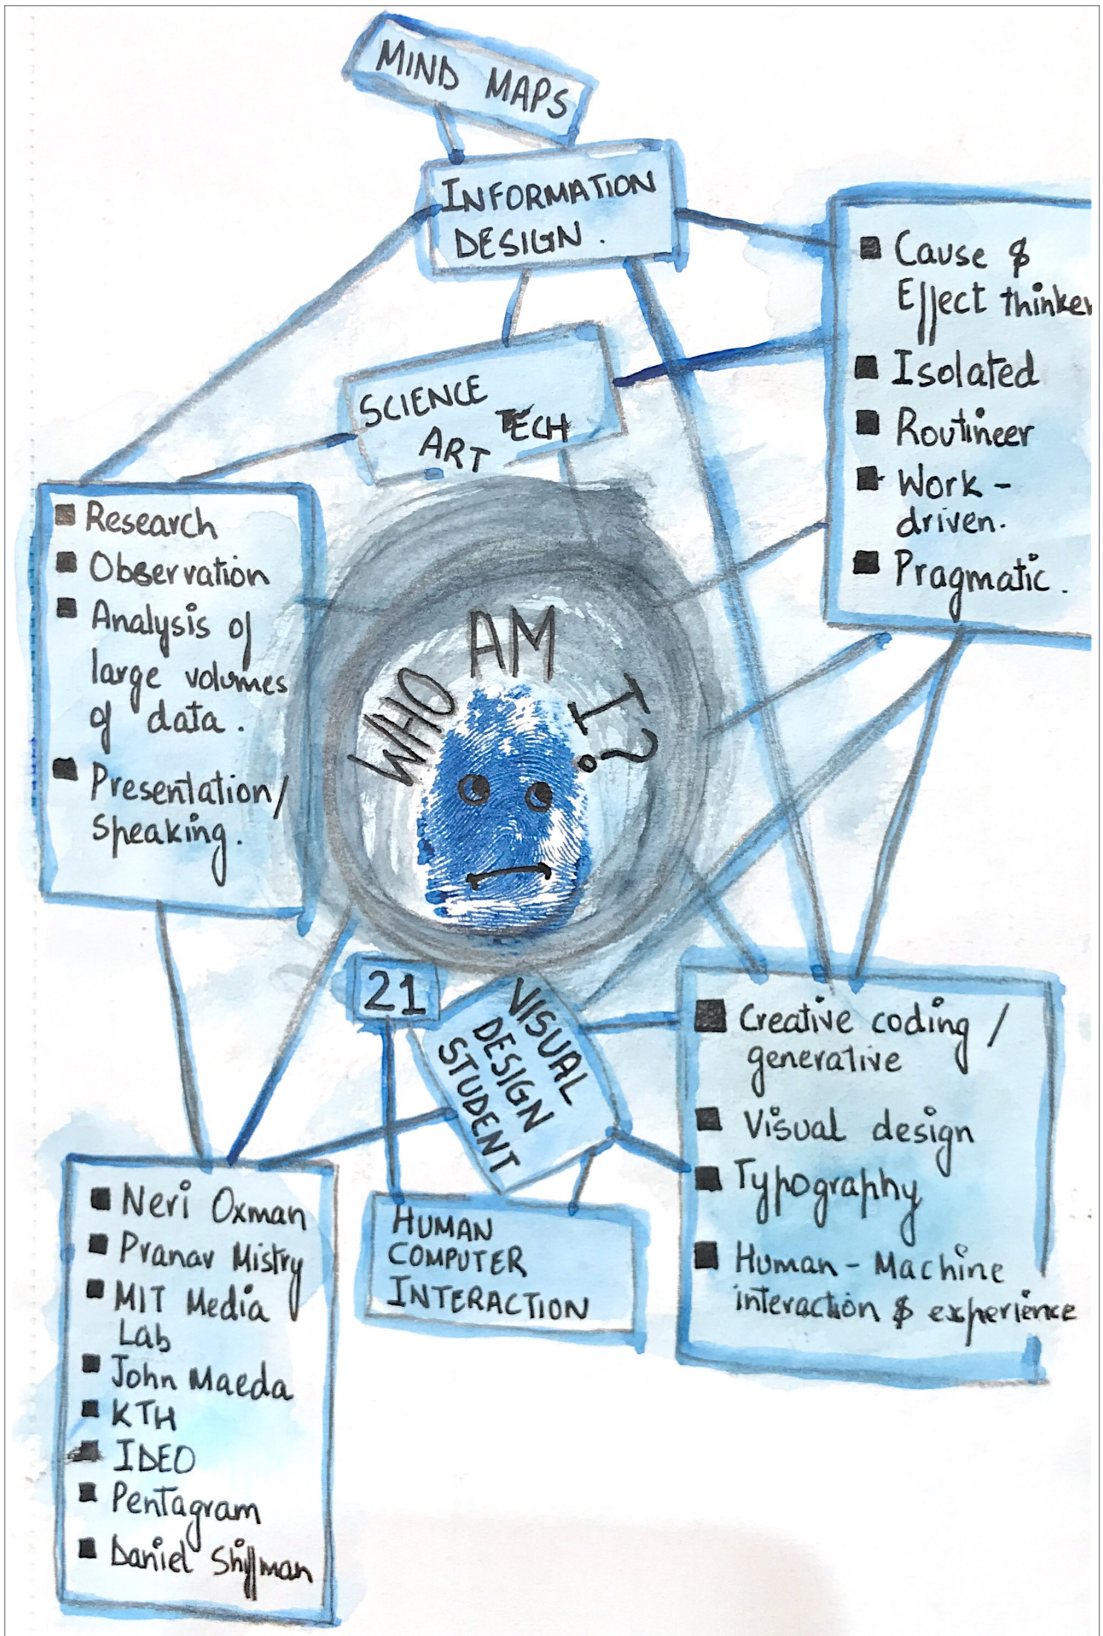 MIND MAPS
INFORMATION
DESIGN.
Cause &
Effect thinker
Isolated
Routineer
Work-
driven.
Pragmatic.
SCIENCE
ART TECH
Research
Observation
Analysis of
large volumes
of data.
Presentation/
speaking.
WHO AM I?
21
VISUAL
DESIGN
STUDENT
Creative coding /
generative
Visual design
Typography
Human-Machine
interaction & experience
HUMAN
COMPUTER
INTERACTION
Neri Oxman
Pranav Mistry
MIT Media
Lab
John Maeda
KTH
IDEO
Pentagram
Daniel Shiffman